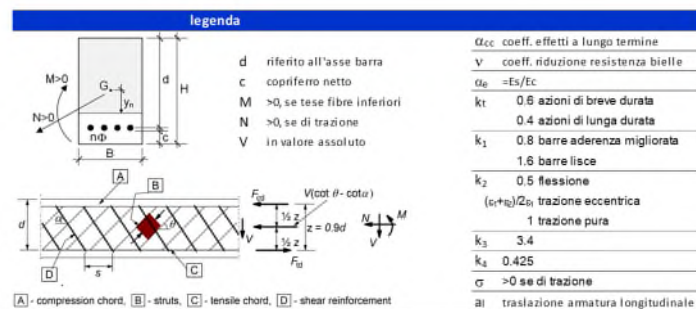 legenda
M>0
G
yₙ
N>0
nΦ
c
d
H
B
d riferito all'asse barra
c copriferro netto
M >0, se tese fibre inferiori
N >0, se di trazione
V in valore assoluto
A
B
V(cot θ - cotα)
d
α
θ
V
½ z
½ z
z = 0.9d
N
M
V
D
s
C
A - compression chord, B - struts, C - tensile chord, D - shear reinforcement
αcc coeff. effetti a lungo termine
ν coeff. riduzione resistenza bielle
αe =Es/Ec
kt 0.6 azioni di breve durata
0.4 azioni di lunga durata
k₁ 0.8 barre aderenza migliorata
1.6 barre lisce
k₂ 0.5 flessione
(ε₁+ε₂)/2ε₁ trazione eccentrica
1 trazione pura
k₃ 3.4
k₄ 0.425
σ >0 se di trazione
al traslazione armatura longitudinale